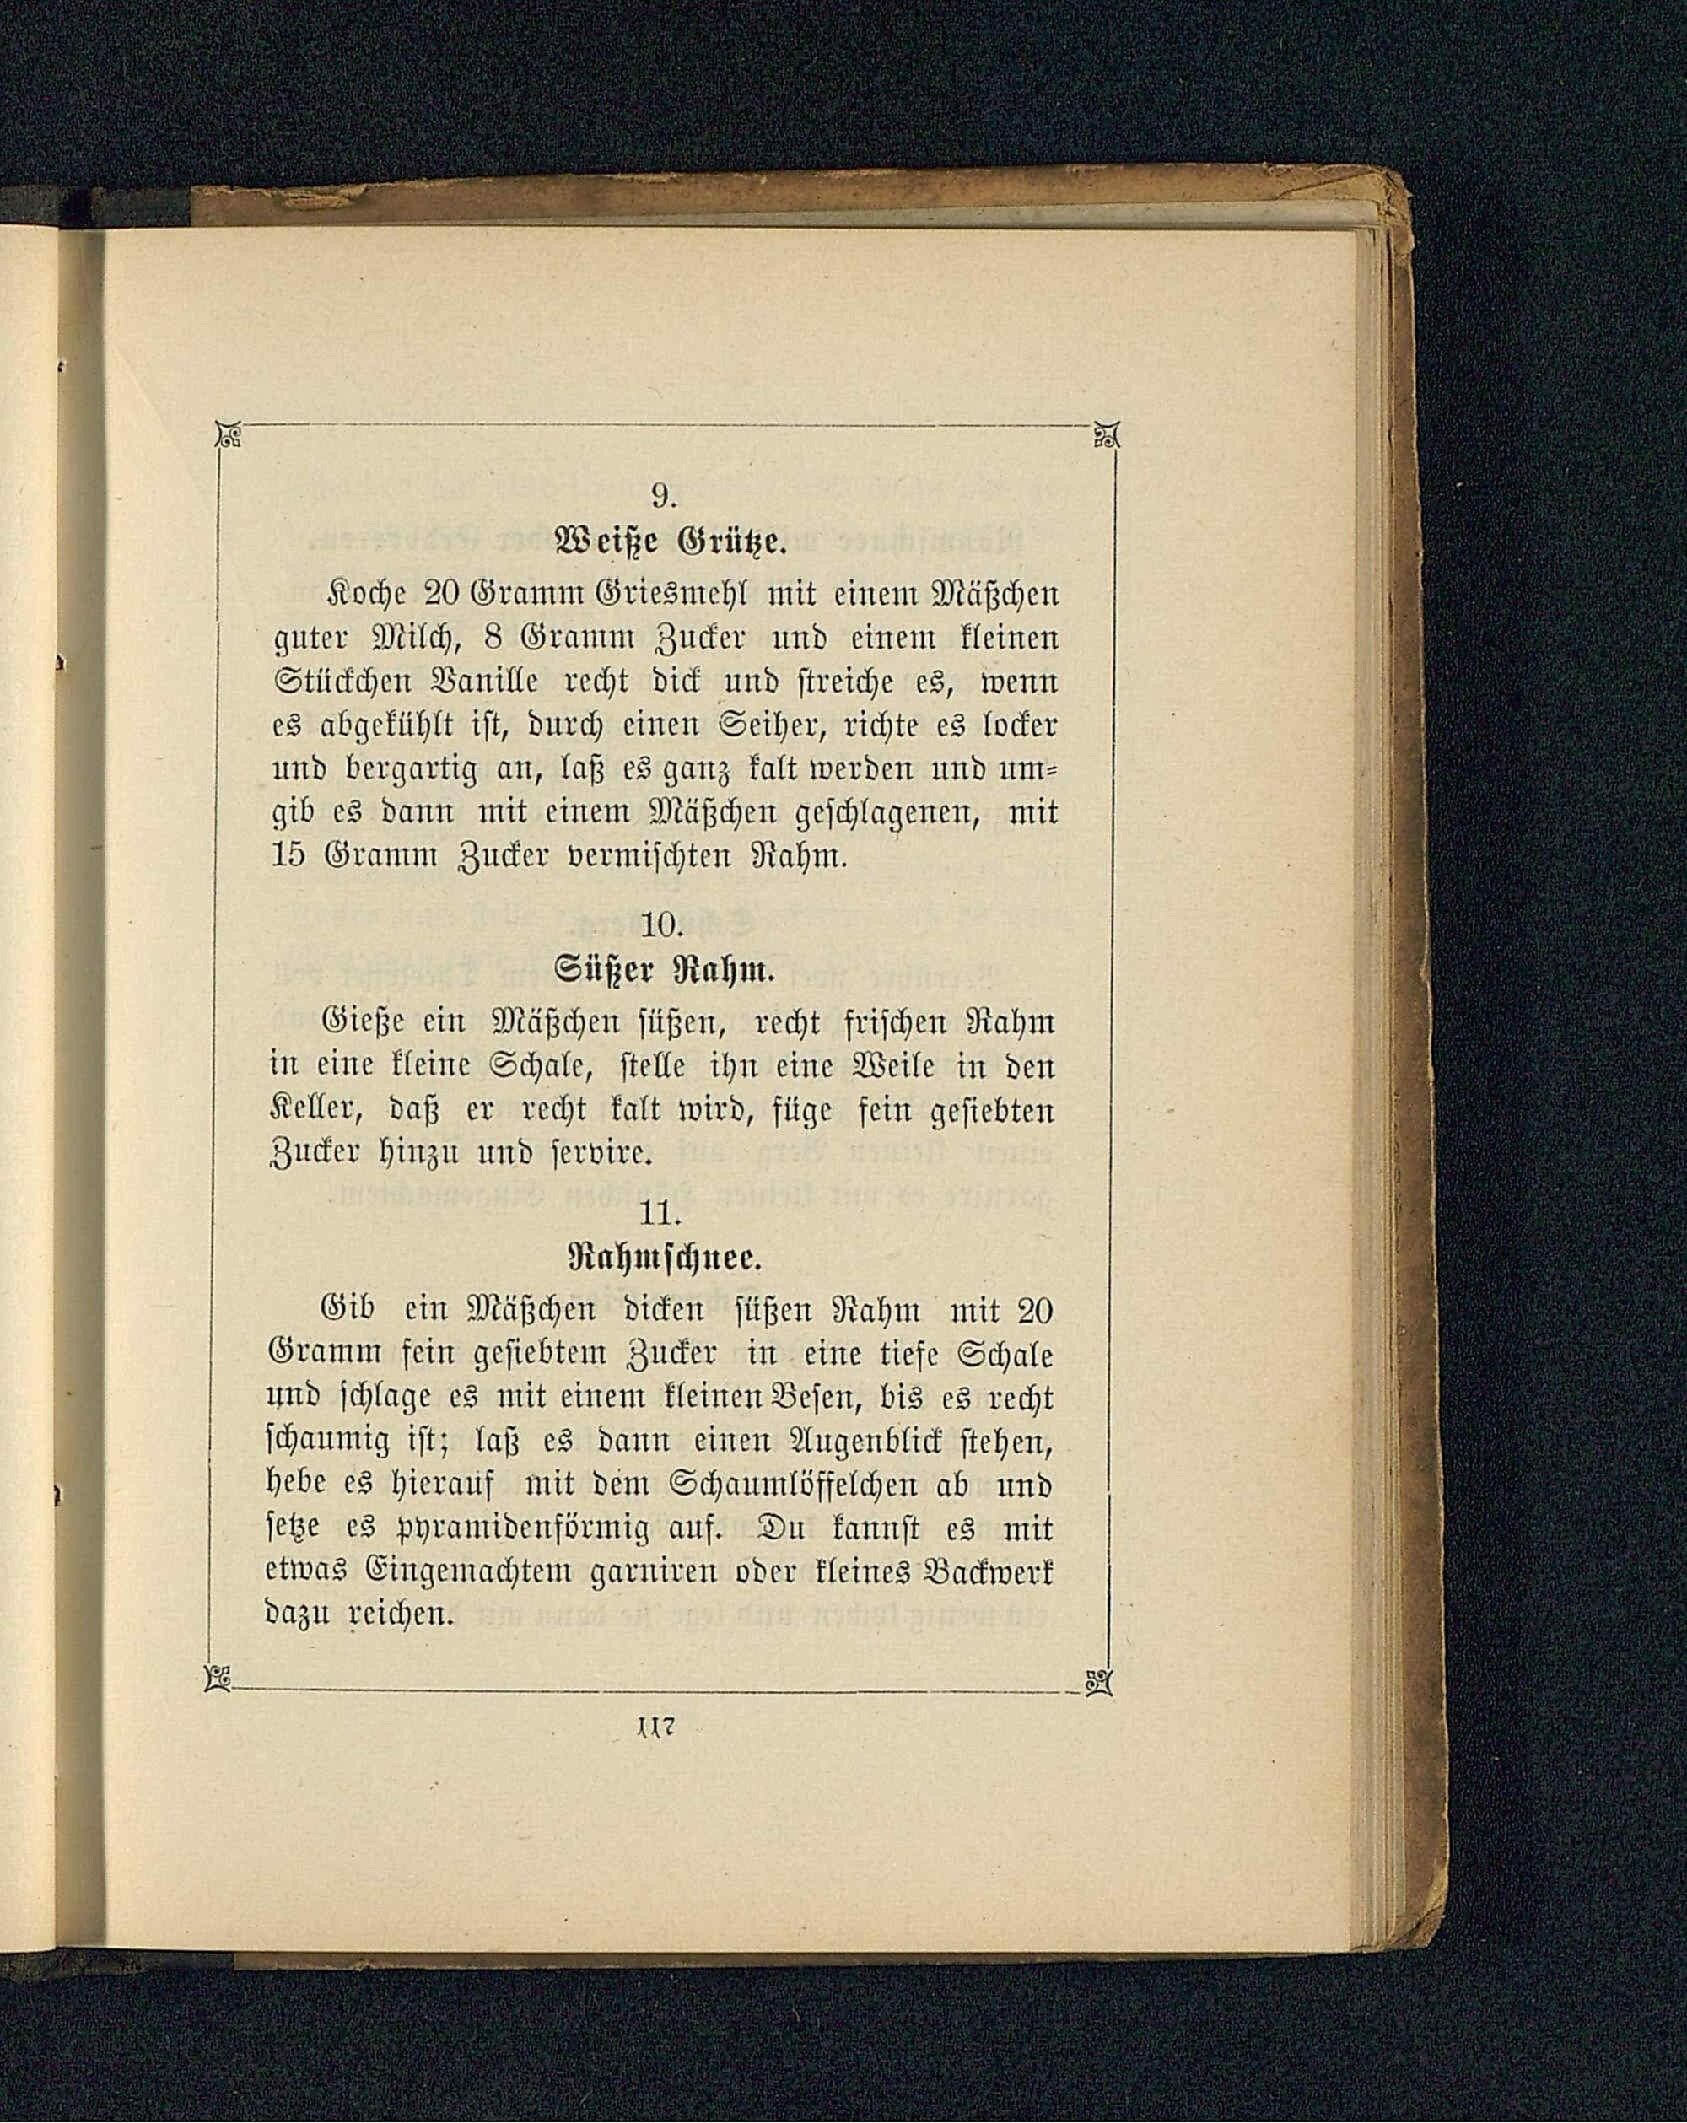 9.
Weiße Grütze.
Koche 20 Gramm Griesmehl mit einem Mäßchen
guter Milch, 8 Gramm Zucker und einem kleinen
Stückchen Vanille recht dick und streiche es, wenn
es abgekühlt ist, durch einen Seiher, richte es locker
und bergartig an, laß es ganz kalt werden und um-
gib es dann mit einem Mäßchen geschlagenen, mit
15 Gramm Zucker vermischten Rahm.
10.
Süßer Rahm.
Gieße ein Mäßchen süßen, recht frischen Rahm
in eine kleine Schale, stelle ihn eine Weile in den
Keller, daß er recht kalt wird, füge fein gesiebten
Zucker hinzu und servire.
11.
Rahmschnee.
Gib ein Mäßchen dicken süßen Rahm mit 20
Gramm fein gesiebtem Zucker in eine tiefe Schale
und schlage es mit einem kleinen Besen, bis es recht
schaumig ist; laß es dann einen Augenblick stehen,
hebe es hierauf mit dem Schaumlöffelchen ab und
setze es pyramidenförmig auf. Du kannst es mit
etwas Eingemachtem garniren oder kleines Backwerk
dazu reichen.
117